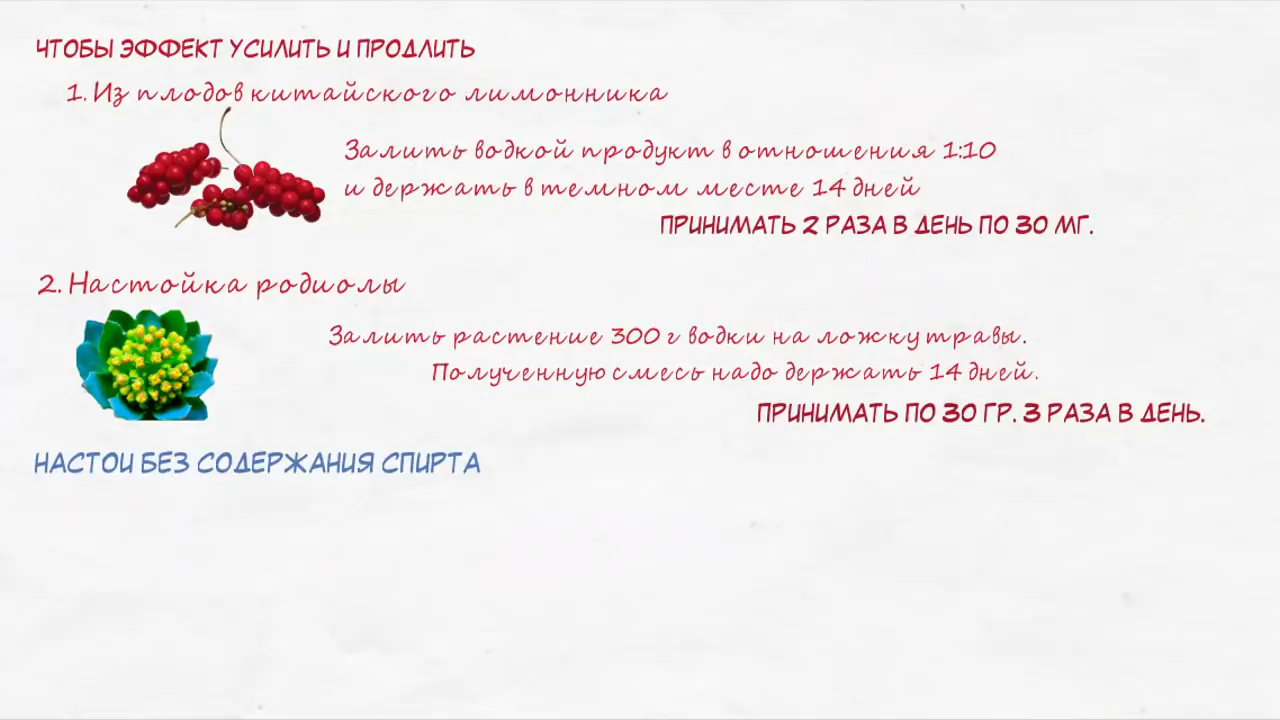 ЧТОБЫ ЭФФЕКТ УСИЛИТЬ И ПРОДЛИТЬ
1. Из плодов китайского лимонника
Залить водкой продукт в отношения 1:10
и держать в темном месте 14 дней
ПРИНИМАТЬ 2 РАЗА В ДЕНЬ ПО 30 МГ.
2. Настойка родиолы
Залить растение 300 г водки на ложку травы.
Полученную смесь надо держать 14 дней.
ПРИНИМАТЬ ПО 30 ГР. 3 РАЗА В ДЕНЬ.
НАСТОИ БЕЗ СОДЕРЖАНИЯ СПИРТА